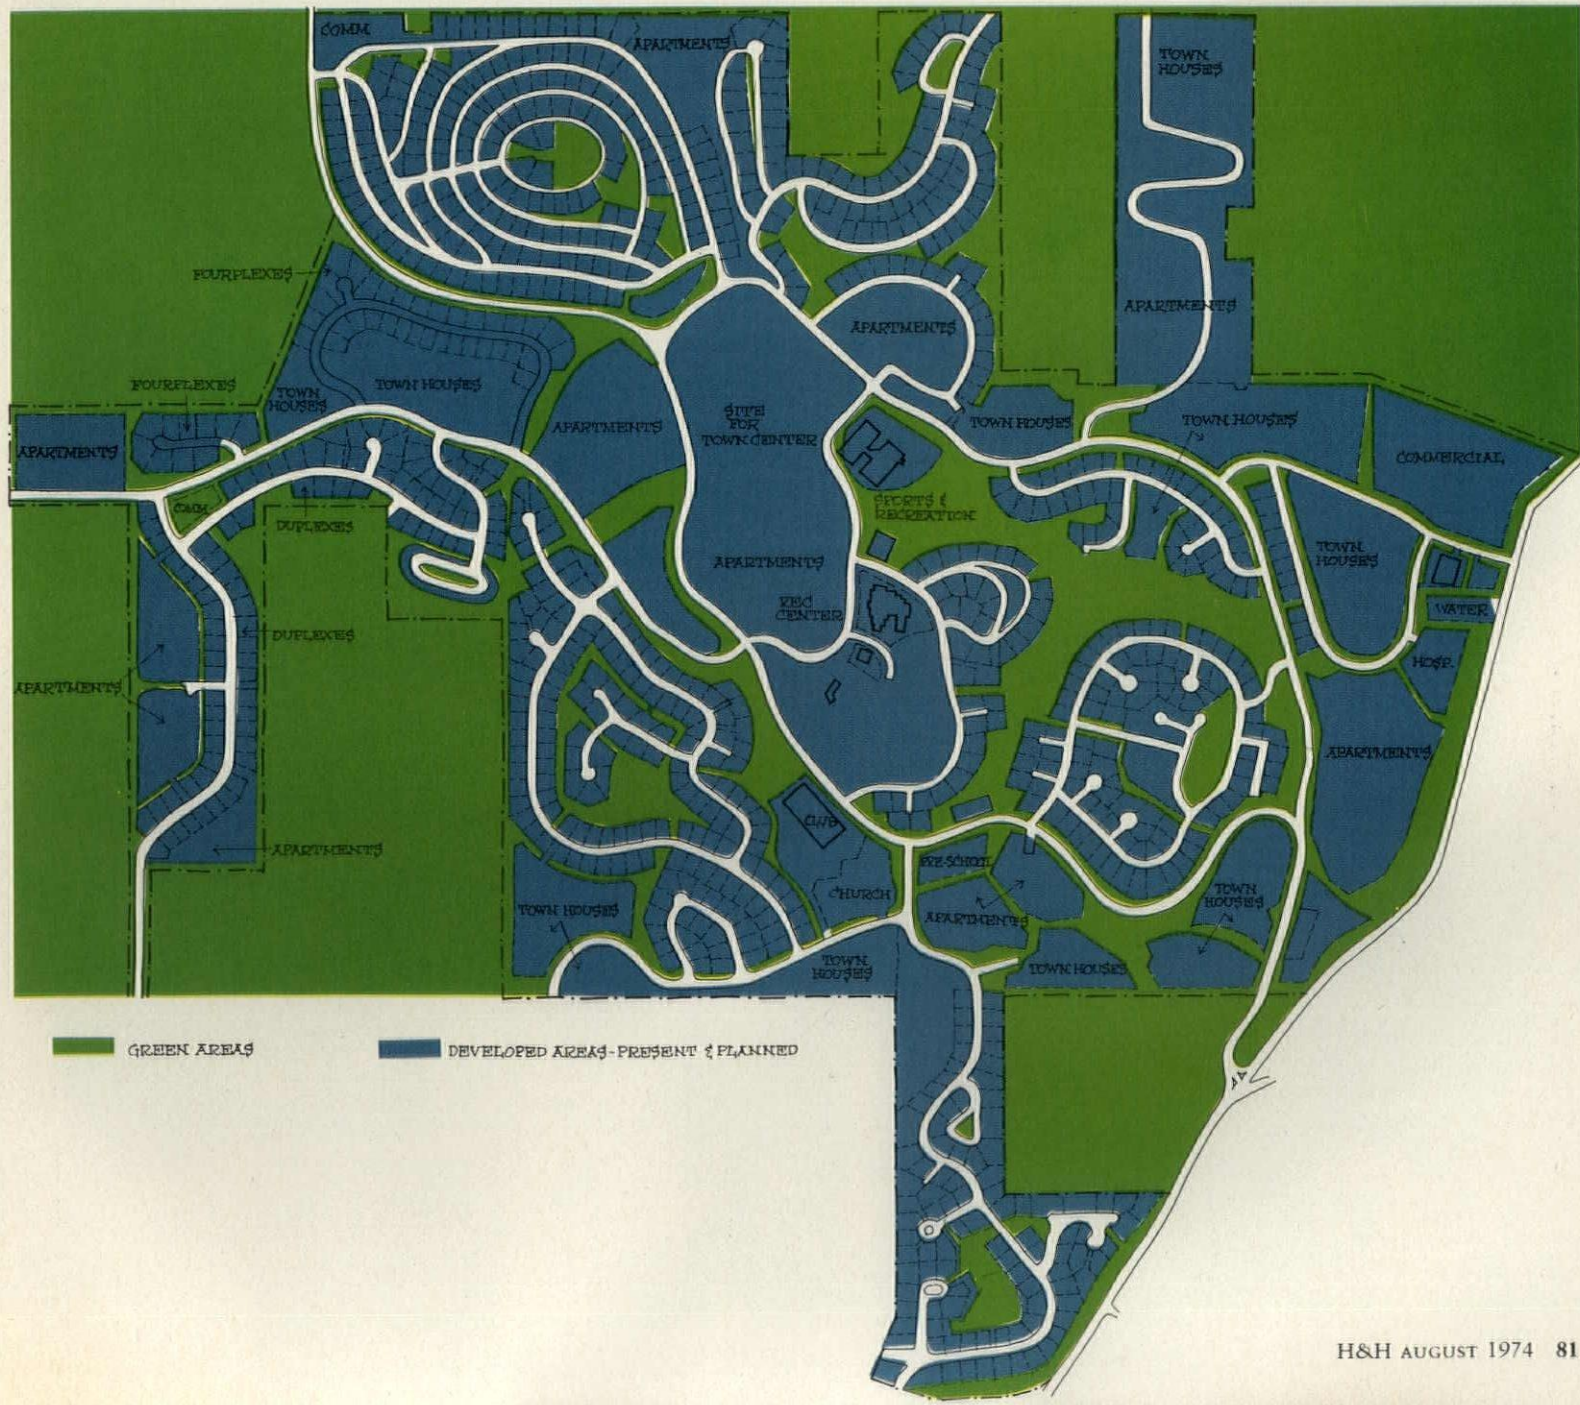 COMM.
APARTMENTS
TOWN
HOUSES
FOURPLEXES
APARTMENTS
APARTMENTS
FOURPLEXES
TOWN
HOUSES
TOWN HOUSES
APARTMENTS
SITE
FOR
TOWN CENTER
TOWN HOUSES
TOWN HOUSES
APARTMENTS
COMMERCIAL
COMM.
DUPLEXES
SPORTS &
RECREATION
APARTMENTS
TOWN
HOUSES
REC
CENTER
WATER
DUPLEXES
HOSP.
APARTMENTS
APARTMENTS
CLUB
APARTMENTS
PRE-SCHOOL
CHURCH
TOWN
HOUSES
TOWN HOUSES
APARTMENTS
TOWN
HOUSES
TOWN HOUSES
GREEN AREAS
DEVELOPED AREAS-PRESENT & PLANNED
H&H AUGUST 1974 81